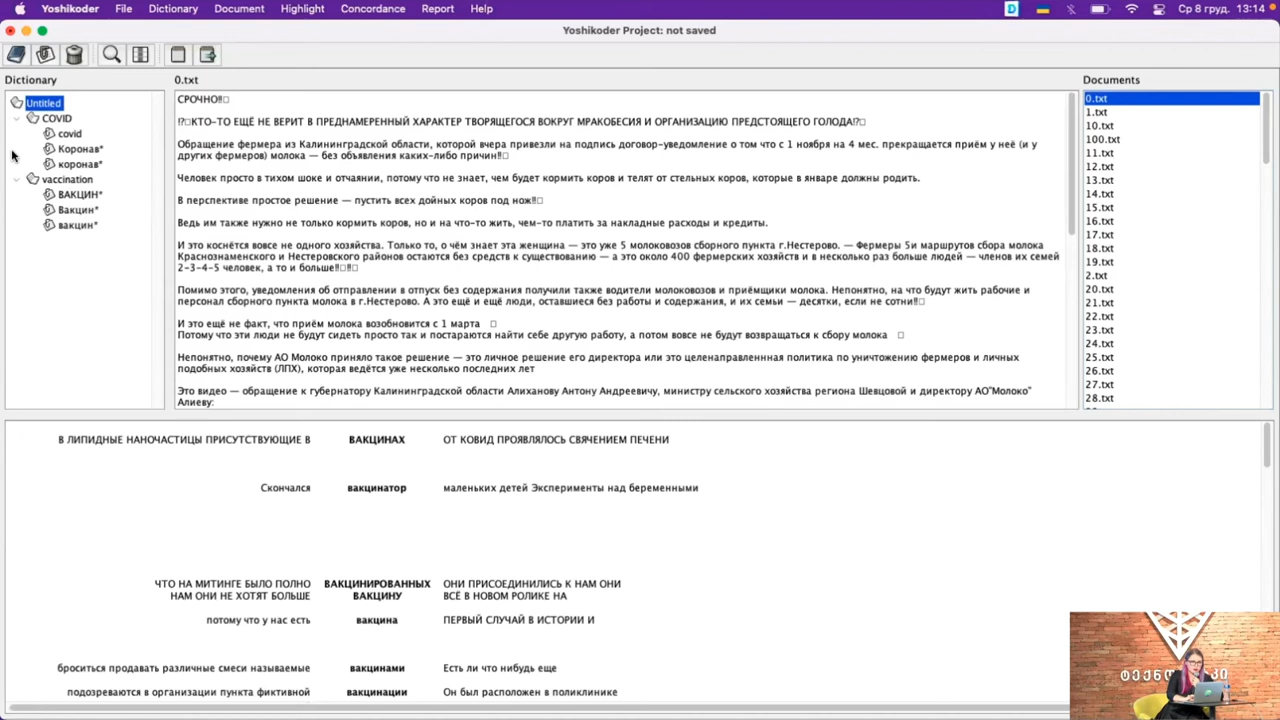 Yoshikoder File Dictionary Document Highlight Concordance Report Help
D
Ср 8 груд. 13:14
Yoshikoder Project: not saved
Dictionary
0.txt
Documents
Untitled
COVID
covid
Коронав*
коронав*
vaccination
ВАКЦИН*
Вакцин*
вакцин*
СРОЧНО‼
⁉КТО-ТО ЕЩЁ НЕ ВЕРИТ В ПРЕДНАМЕРЕННЫЙ ХАРАКТЕР ТВОРЯЩЕГОСЯ ВОКРУГ МРАКОБЕСИЯ И ОРГАНИЗАЦИЮ ПРЕДСТОЯЩЕГО ГОЛОДА⁉
Обращение фермера из Калининградской области, которой вчера привезли на подпись договор-уведомление о том что с 1 ноября на 4 мес. прекращается приём у неё (и у
других фермеров) молока — без объявления каких-либо причин‼
Человек просто в тихом шоке и отчаянии, потому что не знает, чем будет кормить коров и телят от стельных коров, которые в январе должны родить.
В перспективе простое решение — пустить всех дойных коров под нож‼
Ведь им также нужно не только кормить коров, но и на что-то жить, чем-то платить за накладные расходы и кредиты.
И это коснётся вовсе не одного хозяйства. Только то, о чём знает эта женщина — это уже 5 молоковозов сборного пункта г.Нестерово. — Фермеры 5и маршрутов сбора молока
Краснознаменского и Нестеровского районов остаются без средств к существованию — а это около 400 фермерских хозяйств и в несколько раз больше людей — членов их семей
2-3-4-5 человек, а то и больше‼‼
Помимо этого, уведомления об отправлении в отпуск без содержания получили также водители молоковозов и приёмщики молока. Непонятно, на что будут жить рабочие и
персонал сборного пункта молока в г.Нестерово. А это ещё и ещё люди, оставшиеся без работы и содержания, и их семьи — десятки, если не сотни‼
И это ещё не факт, что приём молока возобновится с 1 марта
Потому что эти люди не будут сидеть просто так и постараются найти себе другую работу, а потом вовсе не будут возвращаться к сбору молока
Непонятно, почему АО Молоко приняло такое решение — это личное решение его директора или это целенаправленнная политика по уничтожению фермеров и личных
подобных хозяйств (ЛПХ), которая ведётся уже несколько последних лет
Это видео — обращение к губернатору Калининградской области Алиханову Антону Андреевичу, министру сельского хозяйства региона Шевцовой и директору АО"Молоко"
Алиеву:
0.txt
1.txt
10.txt
100.txt
11.txt
12.txt
13.txt
14.txt
15.txt
16.txt
17.txt
18.txt
19.txt
2.txt
20.txt
21.txt
22.txt
23.txt
24.txt
25.txt
26.txt
27.txt
28.txt
В ЛИПИДНЫЕ НАНОЧАСТИЦЫ ПРИСУТСТВУЮЩИЕ В ВАКЦИНАХ ОТ КОВИД ПРОЯВЛЯЛОСЬ СВЯЧЕНИЕМ ПЕЧЕНИ
Скончался вакцинатор маленьких детей Эксперименты над беременными
ЧТО НА МИТИНГЕ БЫЛО ПОЛНО ВАКЦИНИРОВАННЫХ ОНИ ПРИСОЕДИНИЛИСЬ К НАМ ОНИ
НАМ ОНИ НЕ ХОТЯТ БОЛЬШЕ ВАКЦИНУ ВСЁ В НОВОМ РОЛИКЕ НА
потому что у нас есть вакцина ПЕРВЫЙ СЛУЧАЙ В ИСТОРИИ И
броситься продавать различные смеси называемые вакцинами Есть ли что нибудь еще
подозреваются в организации пункта фиктивной вакцинации Он был расположен в поликлинике